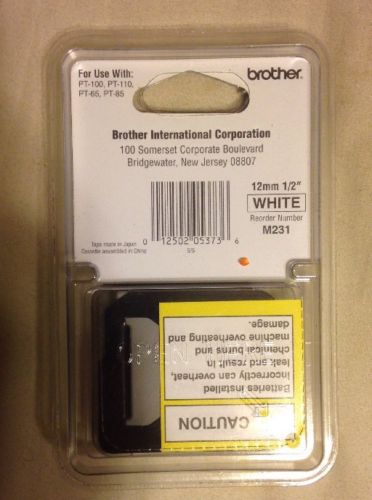 For Use With:
PT-100, PT-110,
PT-65, PT-85
brother.
Brother International Corporation
100 Somerset Corporate Boulevard
Bridgewater, New Jersey 08807
12mm 1/2"
WHITE
Reorder Number
M231
Tape made in Japan
Cassette assembled in China
0 12502 05373 6
CAUTION
Batteries installed
incorrectly can overheat,
leak and result in
chemical burns and
machine overheating and
damage.